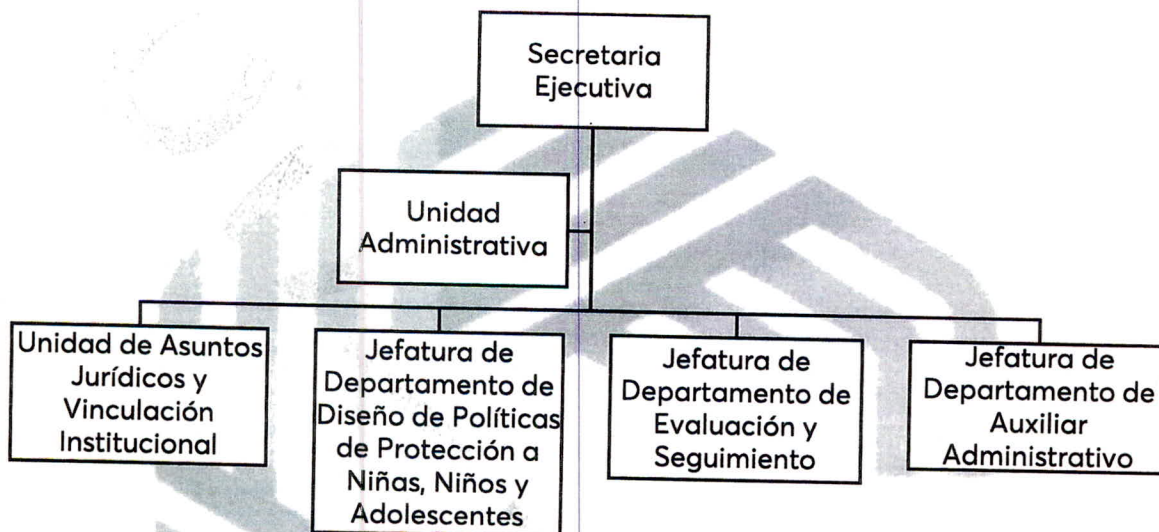 Secretaria
Ejecutiva
Unidad
Administrativa
Unidad de Asuntos
Jurídicos y
Vinculación
Institucional
Jefatura de
Departamento de
Diseño de Políticas
de Protección a
Niñas, Niños y
Adolescentes
Jefatura de
Departamento de
Evaluación y
Seguimiento
Jefatura de
Departamento de
Auxiliar
Administrativo